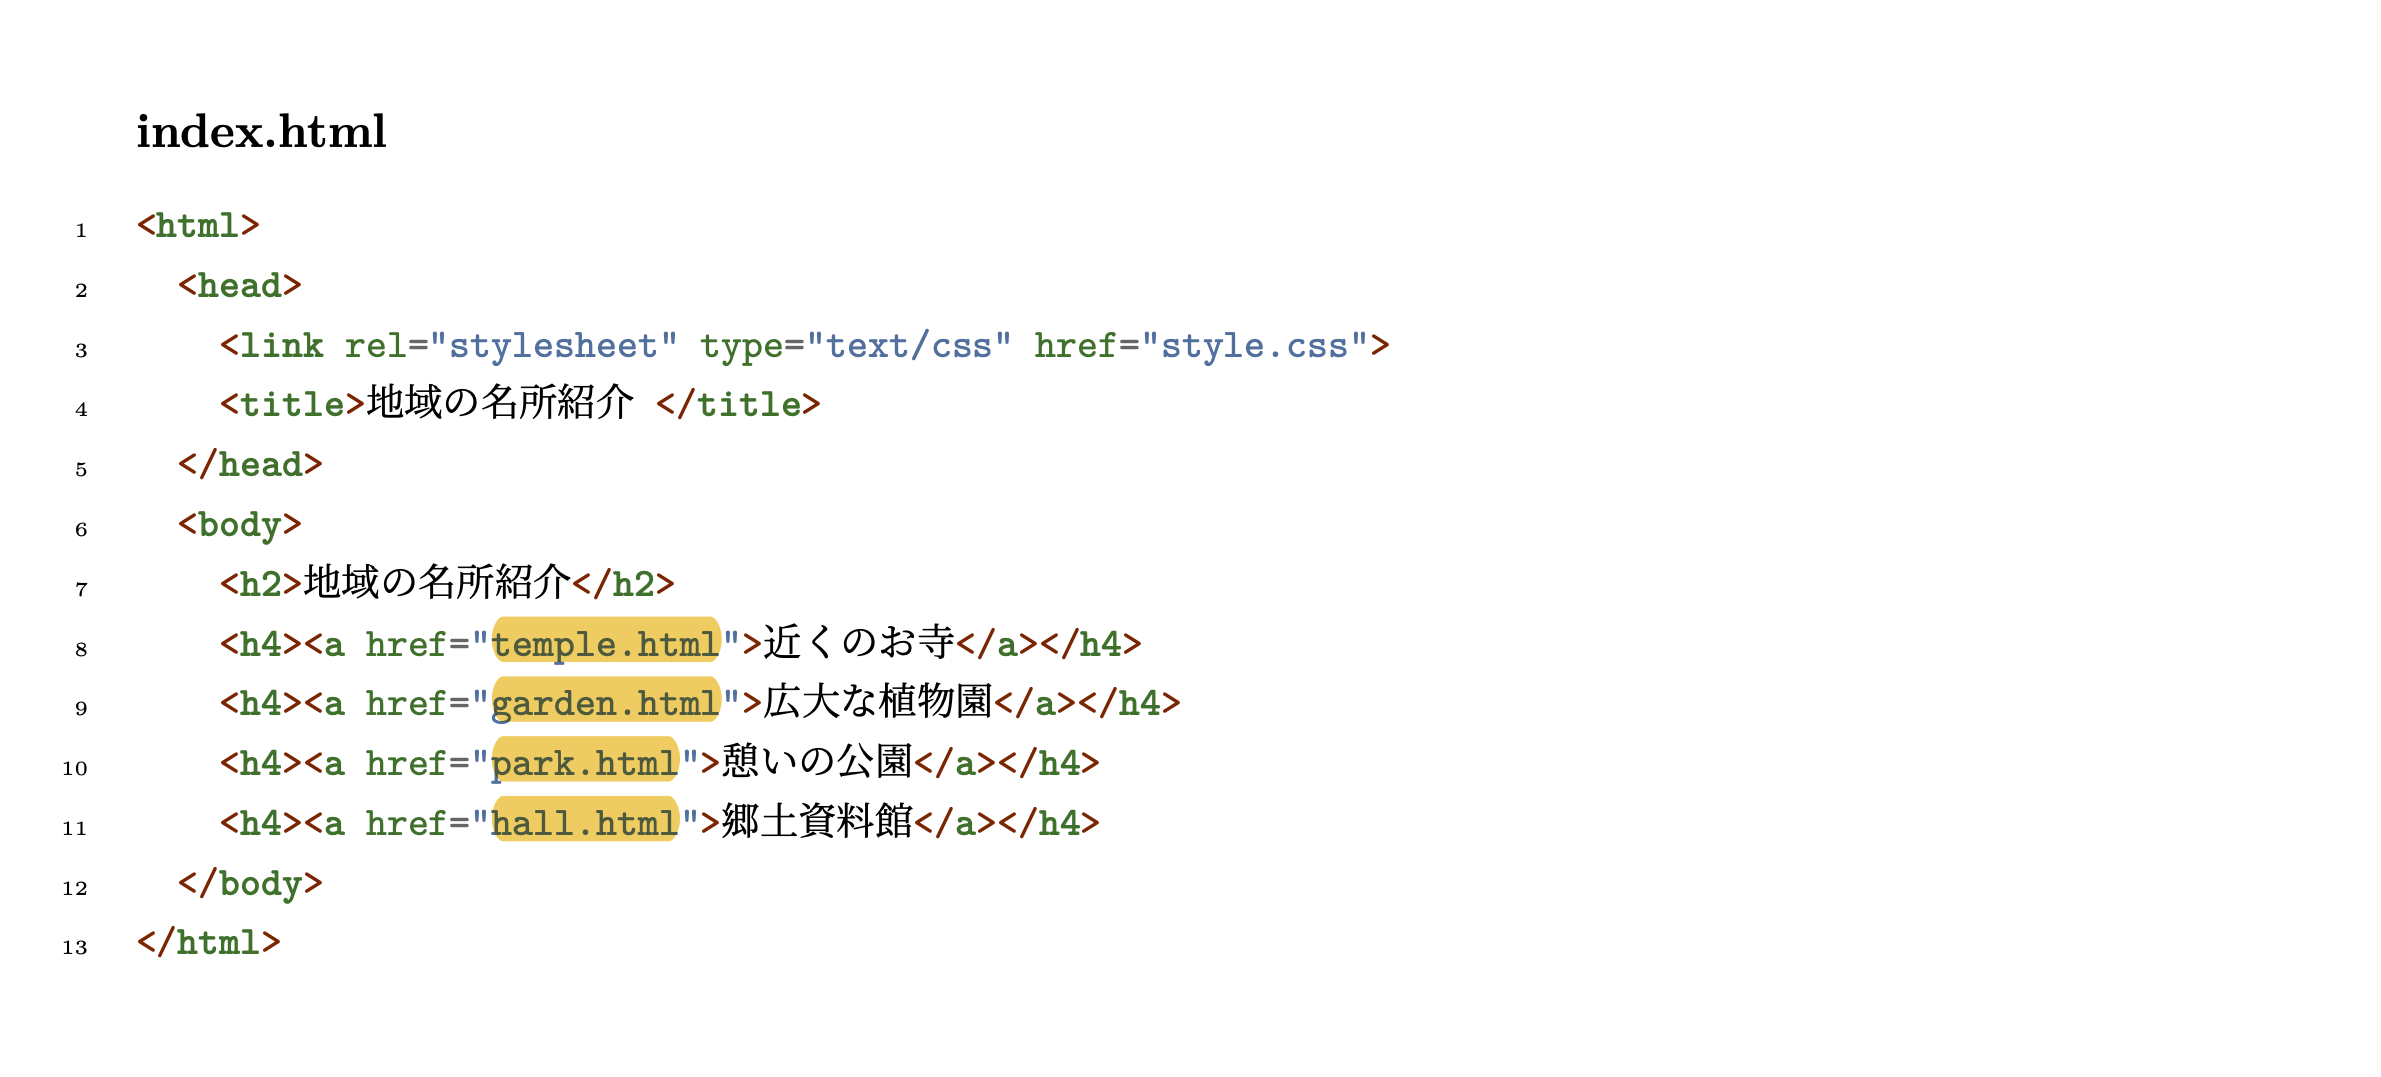 index.html
1 <html>
2   <head>
3     <link rel="stylesheet" type="text/css" href="style.css">
4     <title>地域の名所紹介 </title>
5   </head>
6   <body>
7     <h2>地域の名所紹介</h2>
8     <h4><a href="temple.html">近くのお寺</a></h4>
9     <h4><a href="garden.html">広大な植物園</a></h4>
10     <h4><a href="park.html">憩いの公園</a></h4>
11     <h4><a href="hall.html">郷土資料館</a></h4>
12   </body>
13 </html>